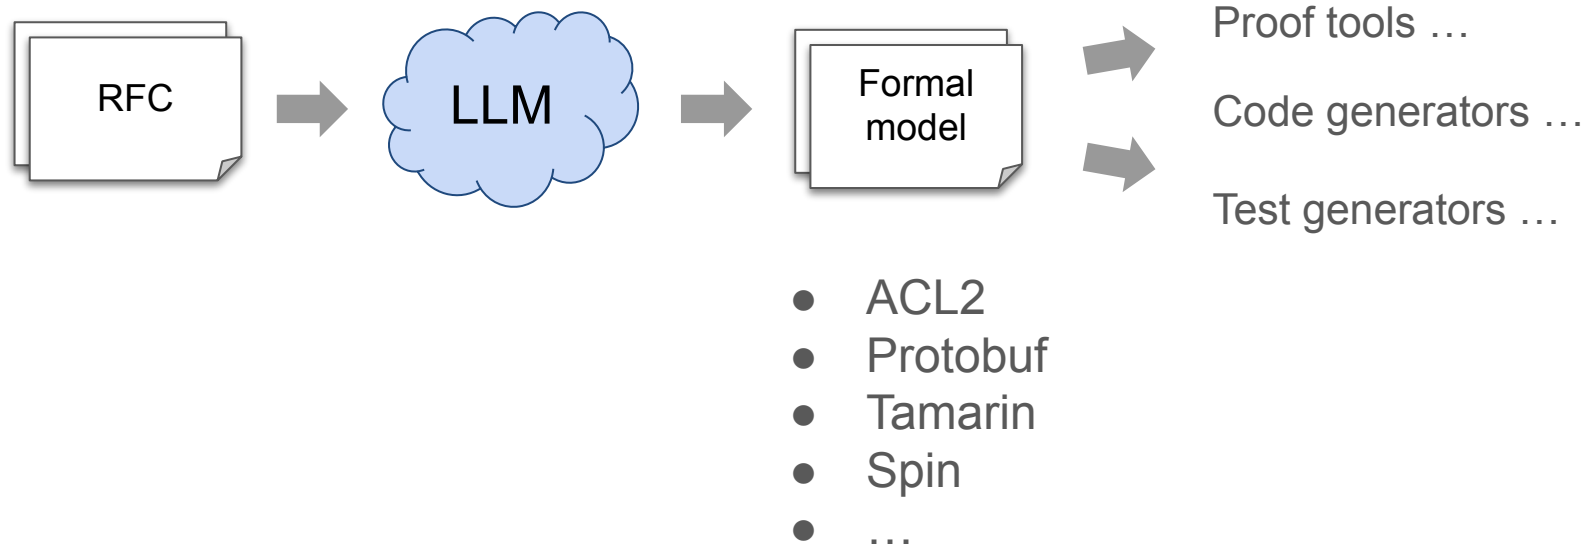 RFC
LLM
Formal
model
Proof tools …
Code generators …
Test generators …
● ACL2
● Protobuf
● Tamarin
● Spin
● …